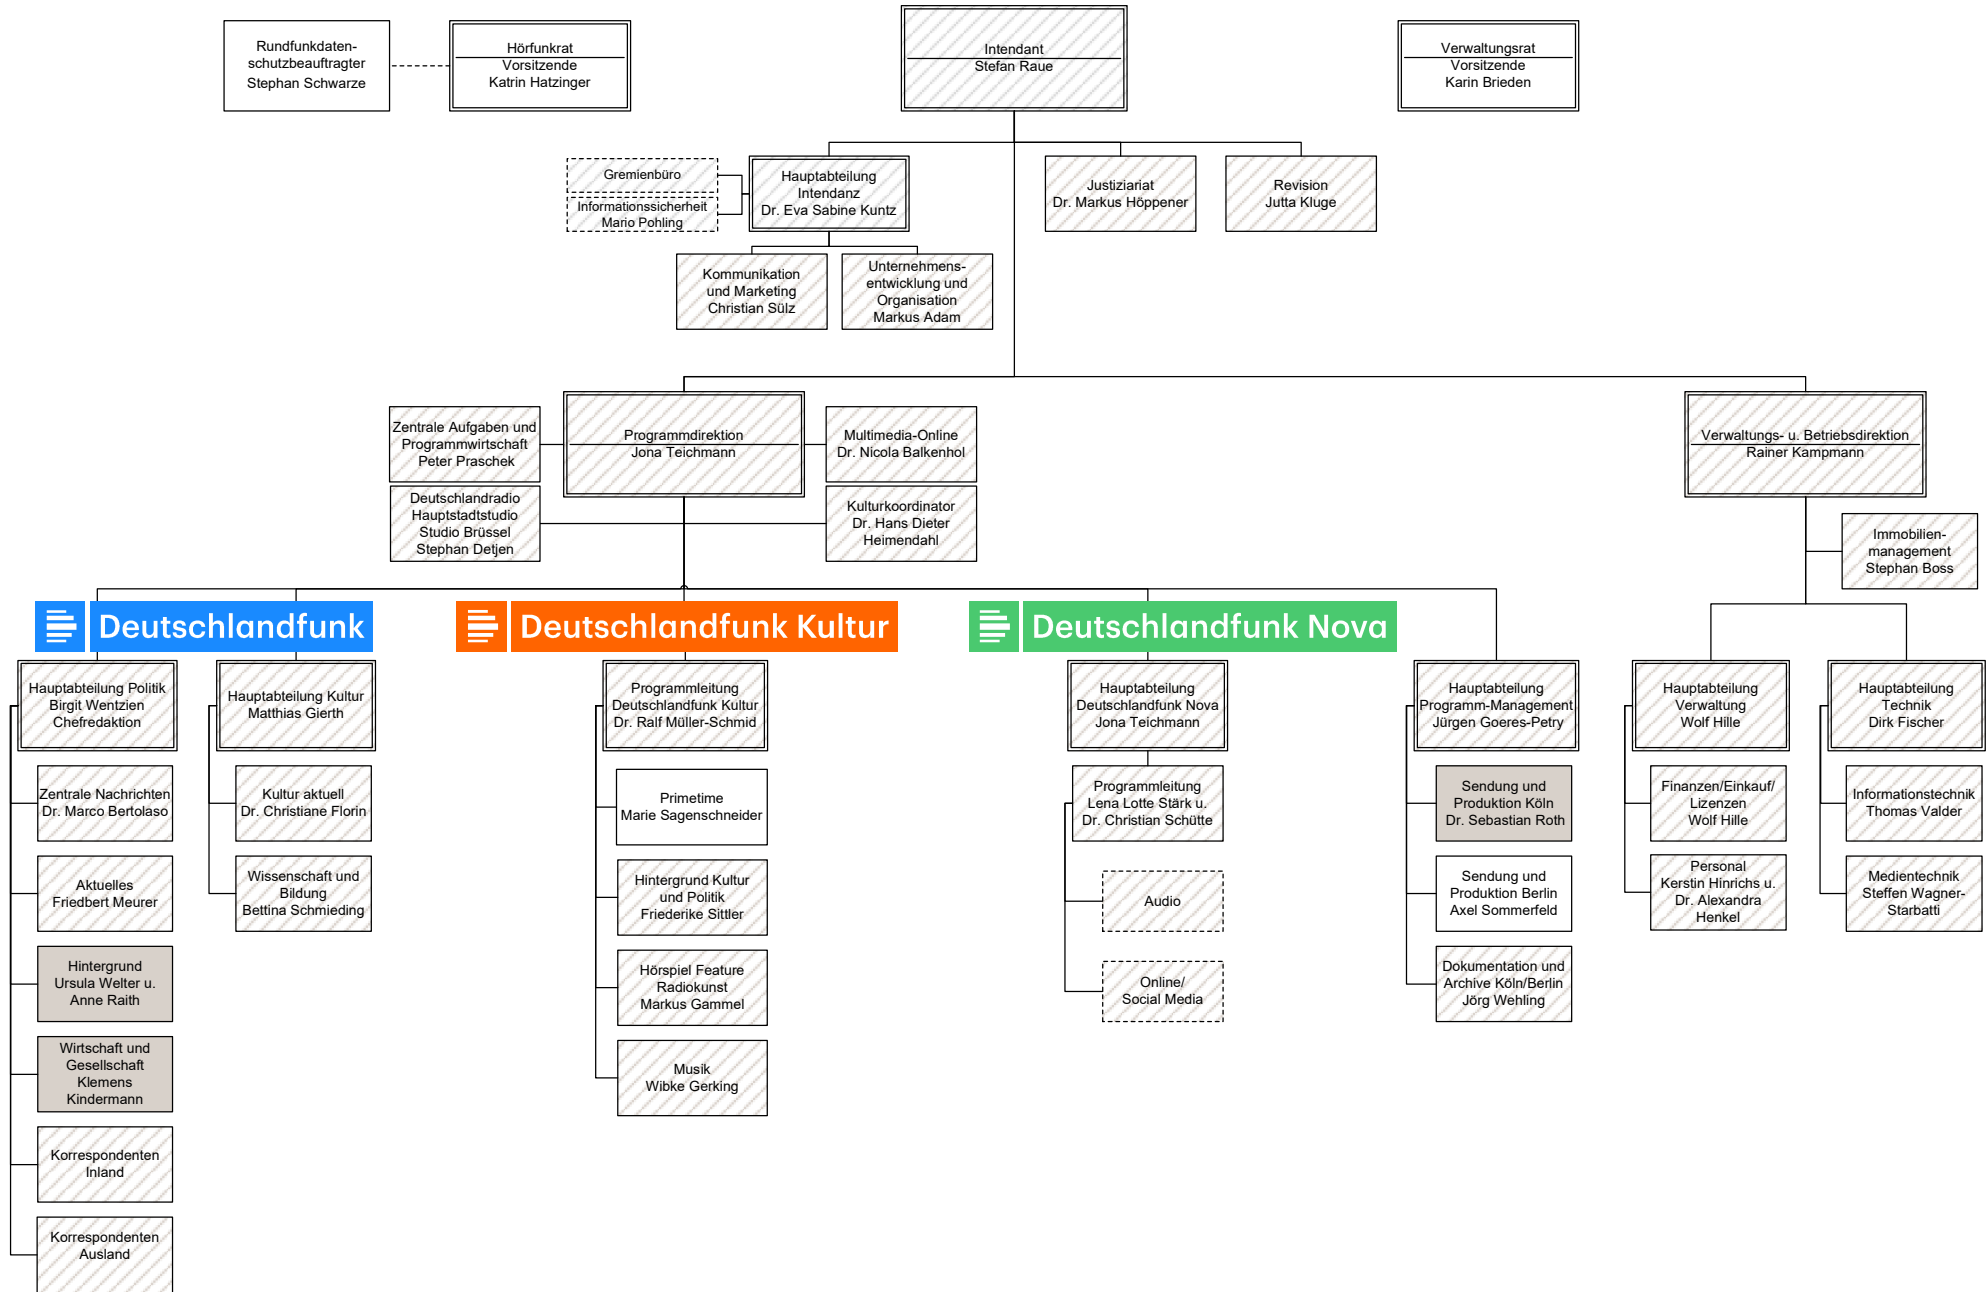 Rundfunkdaten-
schutzbeauftragter
Stephan Schwarze
Hörfunkrat
Vorsitzende
Katrin Hatzinger
Intendant
Stefan Raue
Verwaltungsrat
Vorsitzende
Karin Brieden
Gremienbüro
Informationssicherheit
Mario Pohling
Hauptabteilung
Intendanz
Dr. Eva Sabine Kuntz
Justiziariat
Dr. Markus Höppener
Revision
Jutta Kluge
Kommunikation
und Marketing
Christian Sülz
Unternehmens-
entwicklung und
Organisation
Markus Adam
Zentrale Aufgaben und
Programmwirtschaft
Peter Praschek
Programmdirektion
Jona Teichmann
Multimedia-Online
Dr. Nicola Balkenhol
Verwaltungs- u. Betriebsdirektion
Rainer Kampmann
Deutschlandradio
Hauptstadtstudio
Studio Brüssel
Stephan Detjen
Kulturkoordinator
Dr. Hans Dieter
Heimendahl
Immobilien-
management
Stephan Boss
Deutschlandfunk
Deutschlandfunk Kultur
Deutschlandfunk Nova
Hauptabteilung Politik
Birgit Wentzien
Chefredaktion
Hauptabteilung Kultur
Matthias Gierth
Programmleitung
Deutschlandfunk Kultur
Dr. Ralf Müller-Schmid
Hauptabteilung
Deutschlandfunk Nova
Jona Teichmann
Hauptabteilung
Programm-Management
Jürgen Goeres-Petry
Hauptabteilung
Verwaltung
Wolf Hille
Hauptabteilung
Technik
Dirk Fischer
Zentrale Nachrichten
Dr. Marco Bertolaso
Kultur aktuell
Dr. Christiane Florin
Primetime
Marie Sagenschneider
Programmleitung
Lena Lotte Stärk u.
Dr. Christian Schütte
Sendung und
Produktion Köln
Dr. Sebastian Roth
Finanzen/Einkauf/
Lizenzen
Wolf Hille
Informationstechnik
Thomas Valder
Aktuelles
Friedbert Meurer
Wissenschaft und
Bildung
Bettina Schmieding
Hintergrund Kultur
und Politik
Friederike Sittler
Audio
Sendung und
Produktion Berlin
Axel Sommerfeld
Personal
Kerstin Hinrichs u.
Dr. Alexandra
Henkel
Medientechnik
Steffen Wagner-
Starbatti
Hintergrund
Ursula Welter u.
Anne Raith
Hörspiel Feature
Radiokunst
Markus Gammel
Online/
Social Media
Dokumentation und
Archive Köln/Berlin
Jörg Wehling
Wirtschaft und
Gesellschaft
Klemens
Kindermann
Musik
Wibke Gerking
Korrespondenten
Inland
Korrespondenten
Ausland